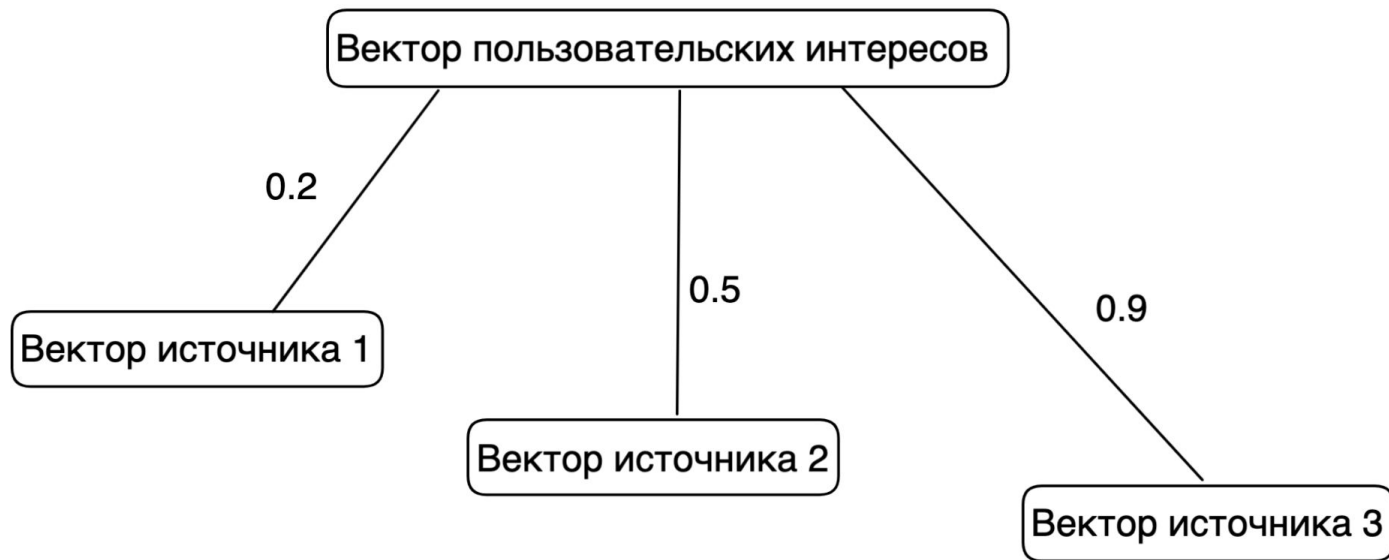 Вектор пользовательских интересов
0.2
0.5
0.9
Вектор источника 1
Вектор источника 2
Вектор источника 3